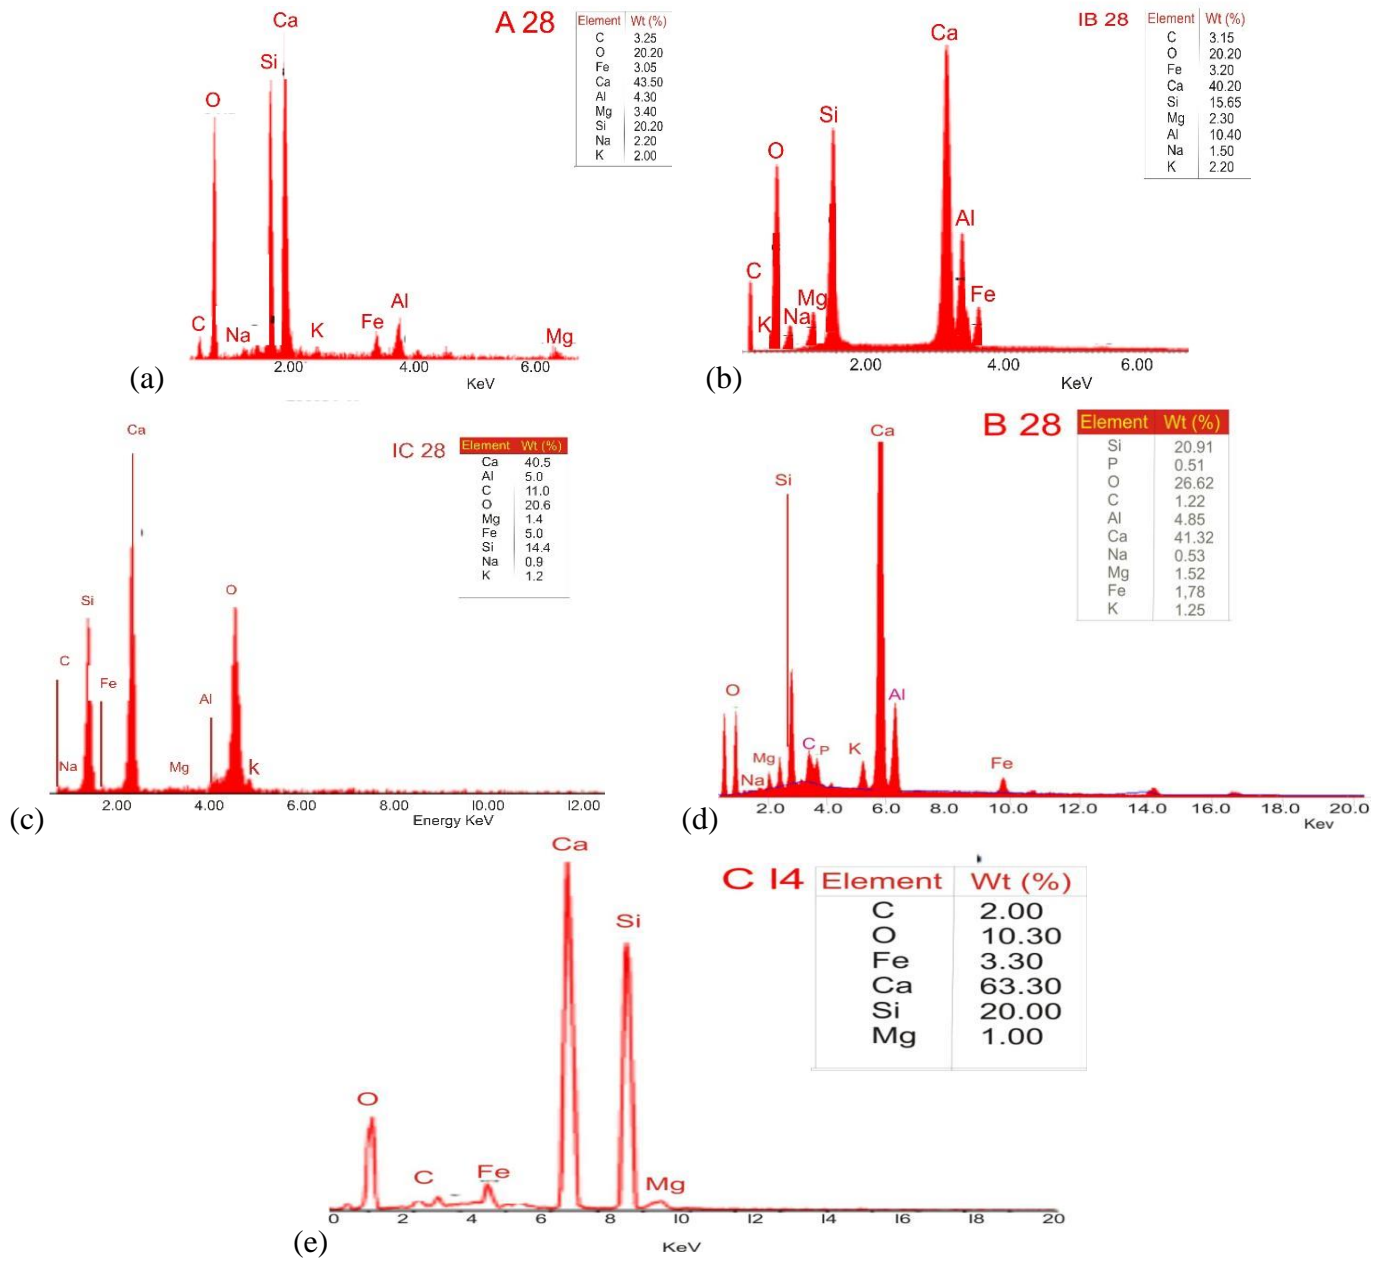 A 28
Element Wt (%)
C 3.25
O 20.20
Fe 3.05
Ca 43.50
Al 4.30
Mg 3.40
Si 20.20
Na 2.20
K 2.00
Ca
Si
O
C
Na
K
Fe
Al
Mg
2.00 4.00 6.00
KeV
(a)
IB 28
Element Wt (%)
C 3.15
O 20.20
Fe 3.20
Ca 40.20
Si 15.65
Mg 2.30
Al 10.40
Na 1.50
K 2.20
Ca
Si
O
Al
C
Mg
Fe
K
Na
2.00 4.00 6.00
KeV
(b)
IC 28
Element Wt (%)
Ca 40.5
Al 5.0
C 11.0
O 20.6
Mg 1.4
Fe 5.0
Si 14.4
Na 0.9
K 1.2
Ca
Si
O
C
Fe
Al
Na
Mg
k
2.00 4.00 6.00 8.00 10.00 12.00
Energy KeV
(c)
B 28
Element Wt (%)
Si 20.91
P 0.51
O 26.62
C 1.22
Al 4.85
Ca 41.32
Na 0.53
Mg 1.52
Fe 1,78
K 1.25
Ca
Si
O
Al
C
P
K
Mg
Na
Fe
2.0 4.0 6.0 8.0 10.0 12.0 14.0 16.0 18.0 20.0
Kev
(d)
C I4
Element Wt (%)
C 2.00
O 10.30
Fe 3.30
Ca 63.30
Si 20.00
Mg 1.00
Ca
Si
O
C
Fe
Mg
0 2 4 6 8 I0 I2 I4 I6 I8 20
KeV
(e)